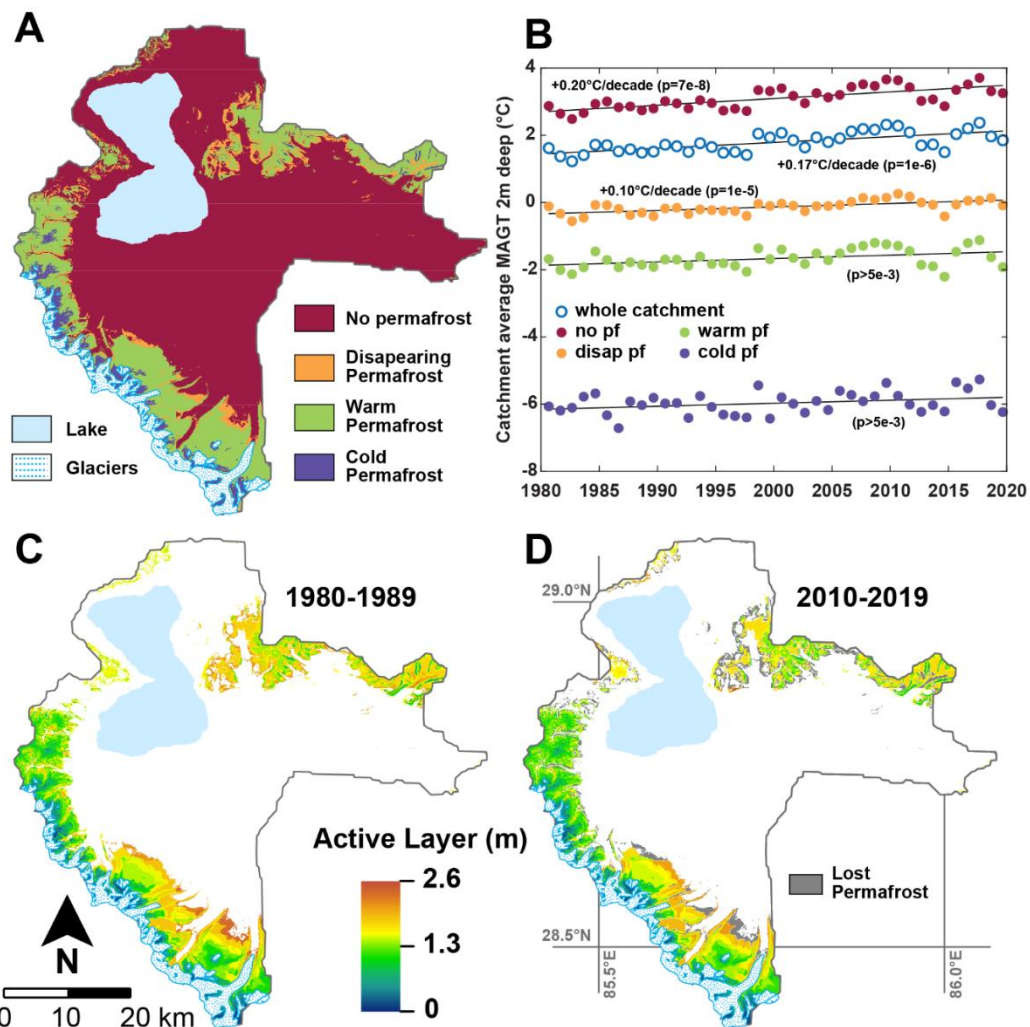 A
No permafrost
Disapearing
Permafrost
Warm
Permafrost
Cold
Permafrost
Lake
Glaciers
B
Catchment average MAGT 2m deep (°C)
4
2
0
-2
-4
-6
-8
1980 1985 1990 1995 2000 2005 2010 2015 2020
+0.20°C/decade (p=7e-8)
+0.17°C/decade (p=1e-6)
+0.10°C/decade (p=1e-5)
(p>5e-3)
whole catchment
no pf warm pf
disap pf cold pf
(p>5e-3)
C
1980-1989
Active Layer (m)
2.6
1.3
0
N
0 10 20 km
D
2010-2019
29.0°N
Lost
Permafrost
28.5°N
85.5°E
86.0°E